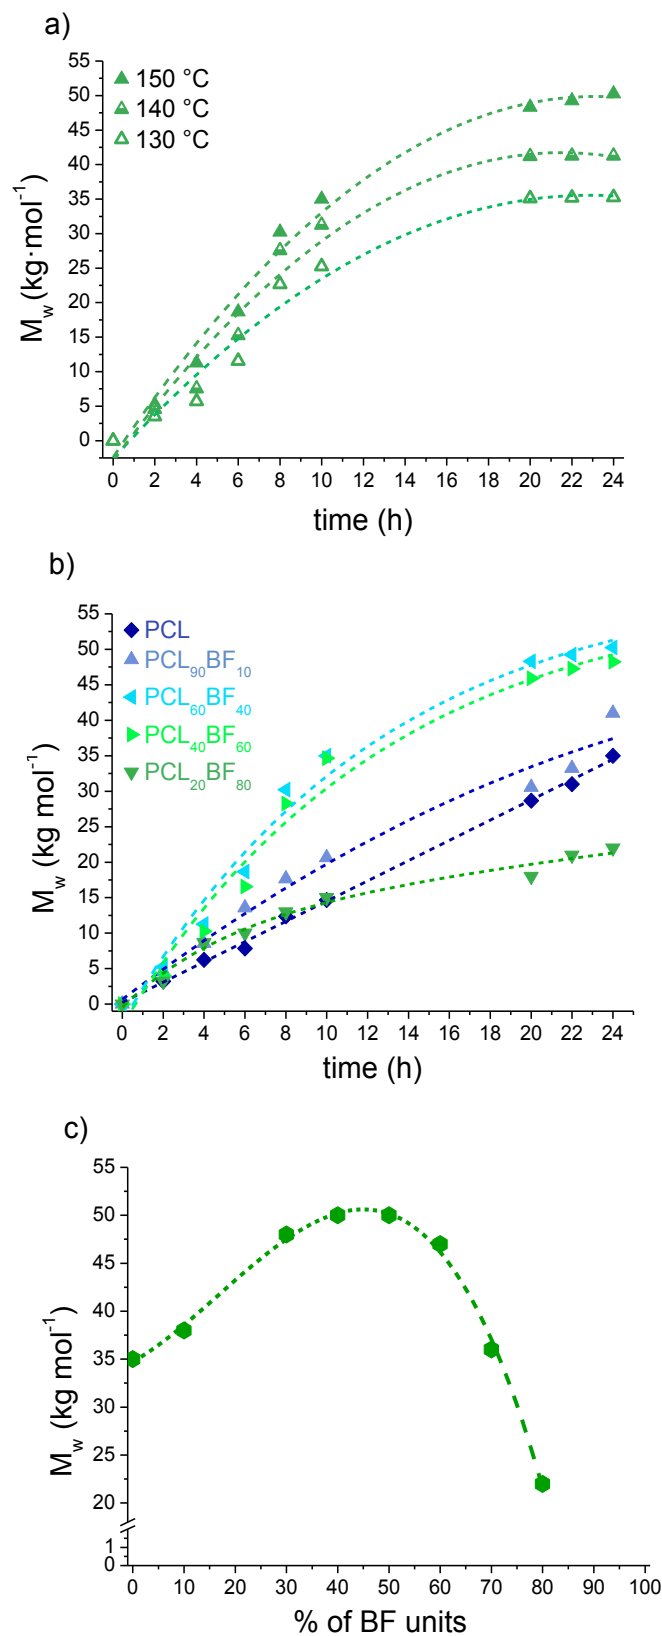 a)
55
50
45
40
35
30
25
20
15
10
5
0
M_w (kg·mol⁻¹)
150 °C
140 °C
130 °C
0 2 4 6 8 10 12 14 16 18 20 22 24
time (h)
b)
55
50
45
40
35
30
25
20
15
10
5
0
M_w (kg mol⁻¹)
PCL
PCL₉₀BF₁₀
PCL₆₀BF₄₀
PCL₄₀BF₆₀
PCL₂₀BF₈₀
0 2 4 6 8 10 12 14 16 18 20 22 24
time (h)
c)
55
50
45
40
35
30
25
20
1
0
M_w (kg mol⁻¹)
0 10 20 30 40 50 60 70 80 90 100
% of BF units